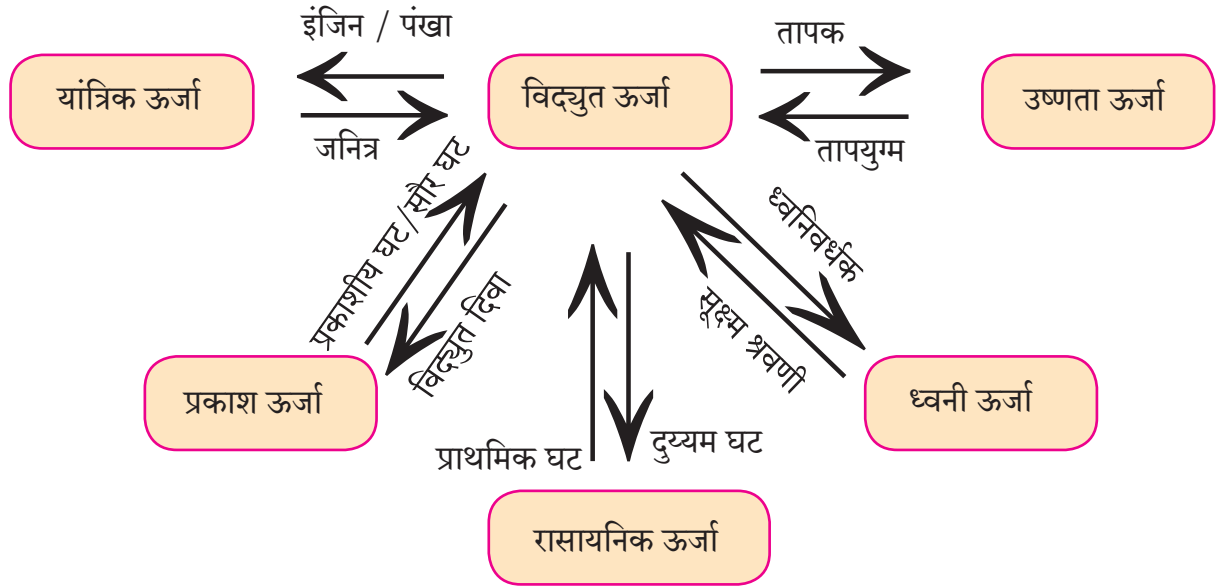 इंजिन / पंखा
तापक
यांत्रिक ऊर्जा
विद्युत ऊर्जा
उष्णता ऊर्जा
जनित्र
तापयुग्म
प्रकाशीय घट/सौर घट
विद्युत दिवा
ध्वनिवर्धक
सूक्ष्म श्रवणी
प्रकाश ऊर्जा
ध्वनी ऊर्जा
प्राथमिक घट
दुय्यम घट
रासायनिक ऊर्जा